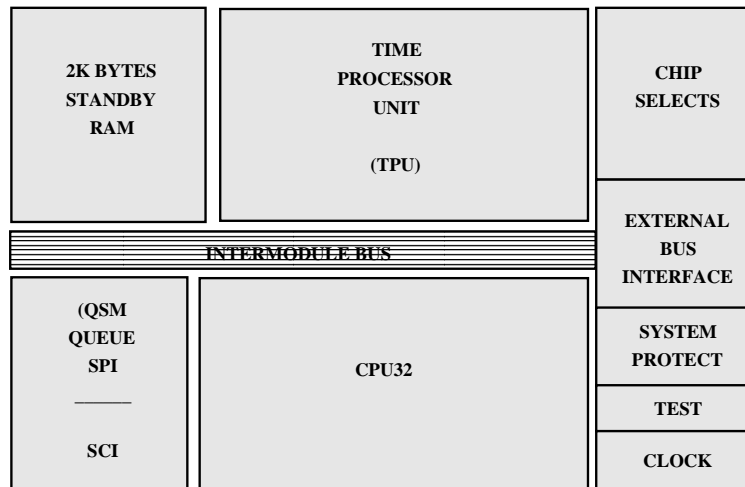 2K BYTES
STANDBY
RAM
TIME
PROCESSOR
UNIT
(TPU)
CHIP
SELECTS
INTERMODULE BUS
EXTERNAL
BUS
INTERFACE
(QSM
QUEUE
SPI
______
SCI
CPU32
SYSTEM
PROTECT
TEST
CLOCK